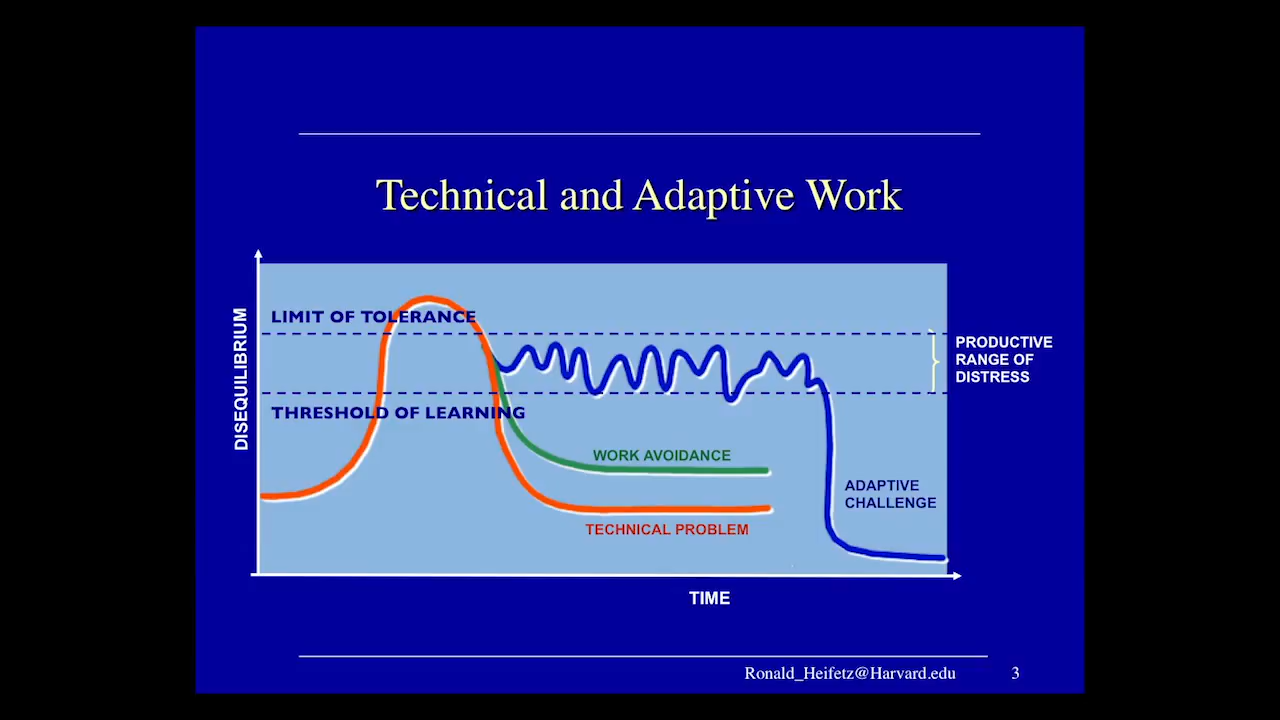 Technical and Adaptive Work
DISEQUILIBRIUM
LIMIT OF TOLERANCE
PRODUCTIVE
RANGE OF
DISTRESS
THRESHOLD OF LEARNING
WORK AVOIDANCE
ADAPTIVE
CHALLENGE
TECHNICAL PROBLEM
TIME
Ronald_Heifetz@Harvard.edu 3